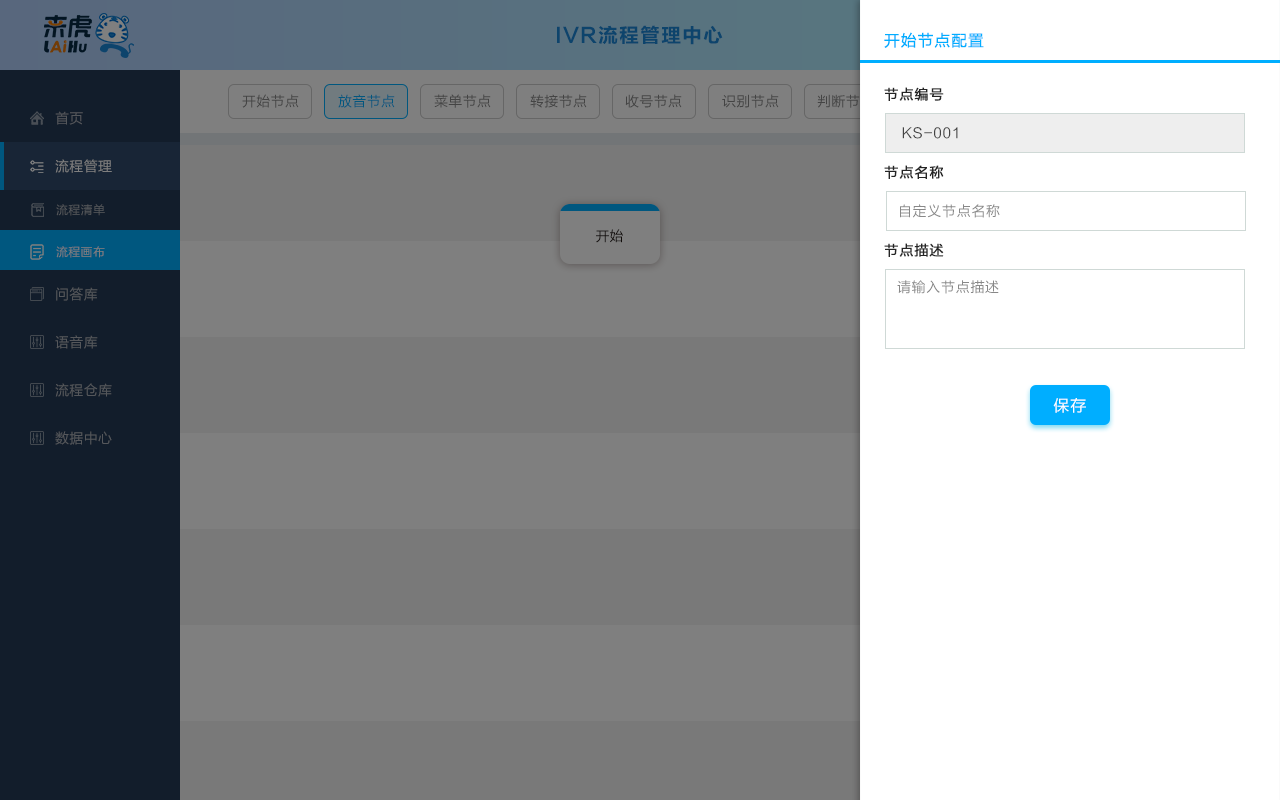 来虎
LAiHu
IVR流程管理中心
首页
流程管理
流程清单
流程画布
问答库
语音库
流程仓库
数据中心
开始节点
放音节点
菜单节点
转接节点
收号节点
识别节点
判断节
开始
开始节点配置
节点编号
KS-001
节点名称
自定义节点名称
节点描述
请输入节点描述
保存